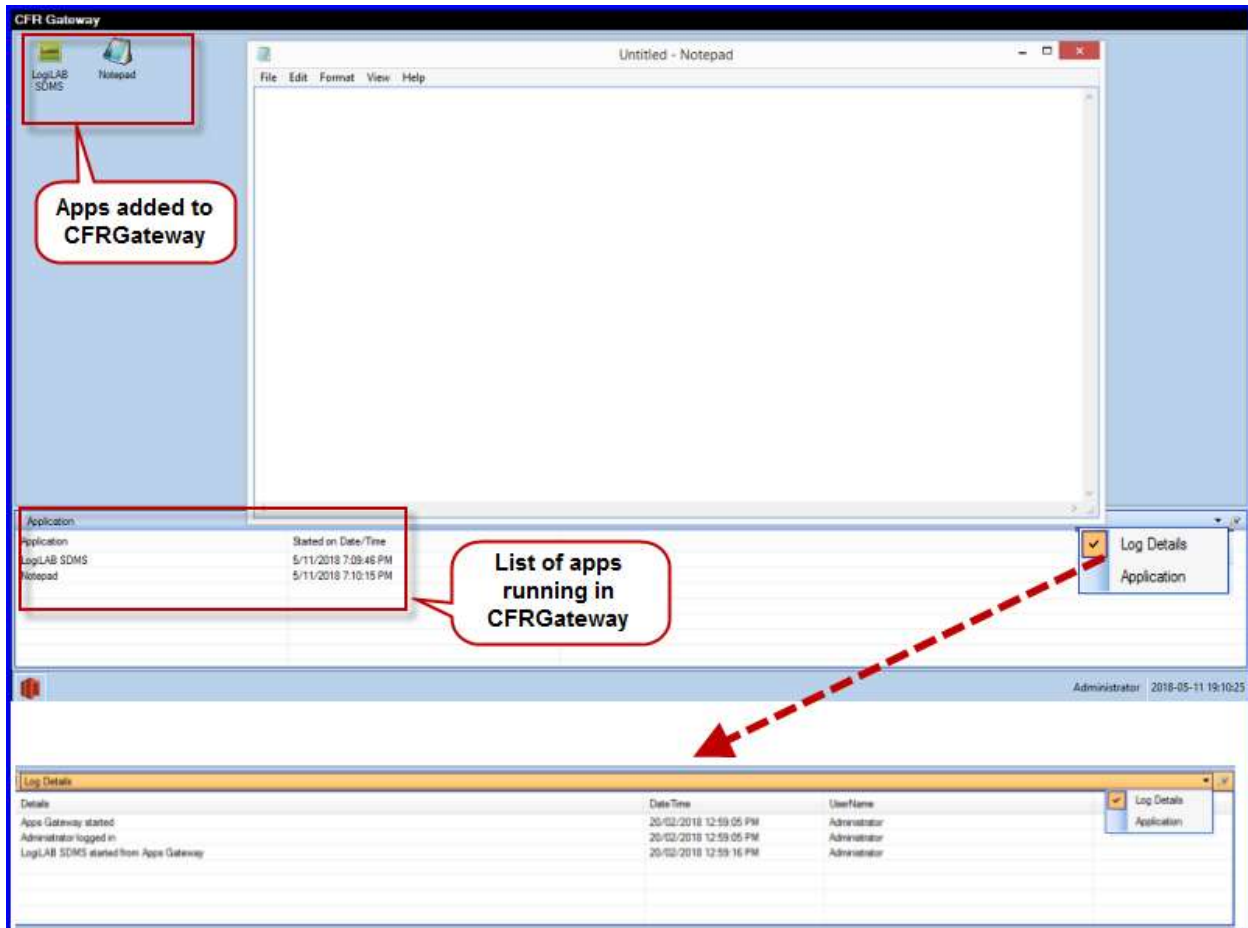 CFR Gateway
LogiLAB
SDMS
Notepad
Untitled - Notepad
File Edit Format View Help
Apps added to
CFRGateway
Application
Application Started on Date/Time
LogiLAB SDMS 5/11/2018 7:09:46 PM
Notepad 5/11/2018 7:10:15 PM
List of apps
running in
CFRGateway
Log Details
Application
Administrator 2018-05-11 19:10:25
Log Details
Details DateTime UserName
Apps Gateway started 20/02/2018 12:59:05 PM Administrator
Administrator logged in 20/02/2018 12:59:05 PM Administrator
LogiLAB SDMS started from Apps Gateway 20/02/2018 12:59:16 PM Administrator
Log Details
Application